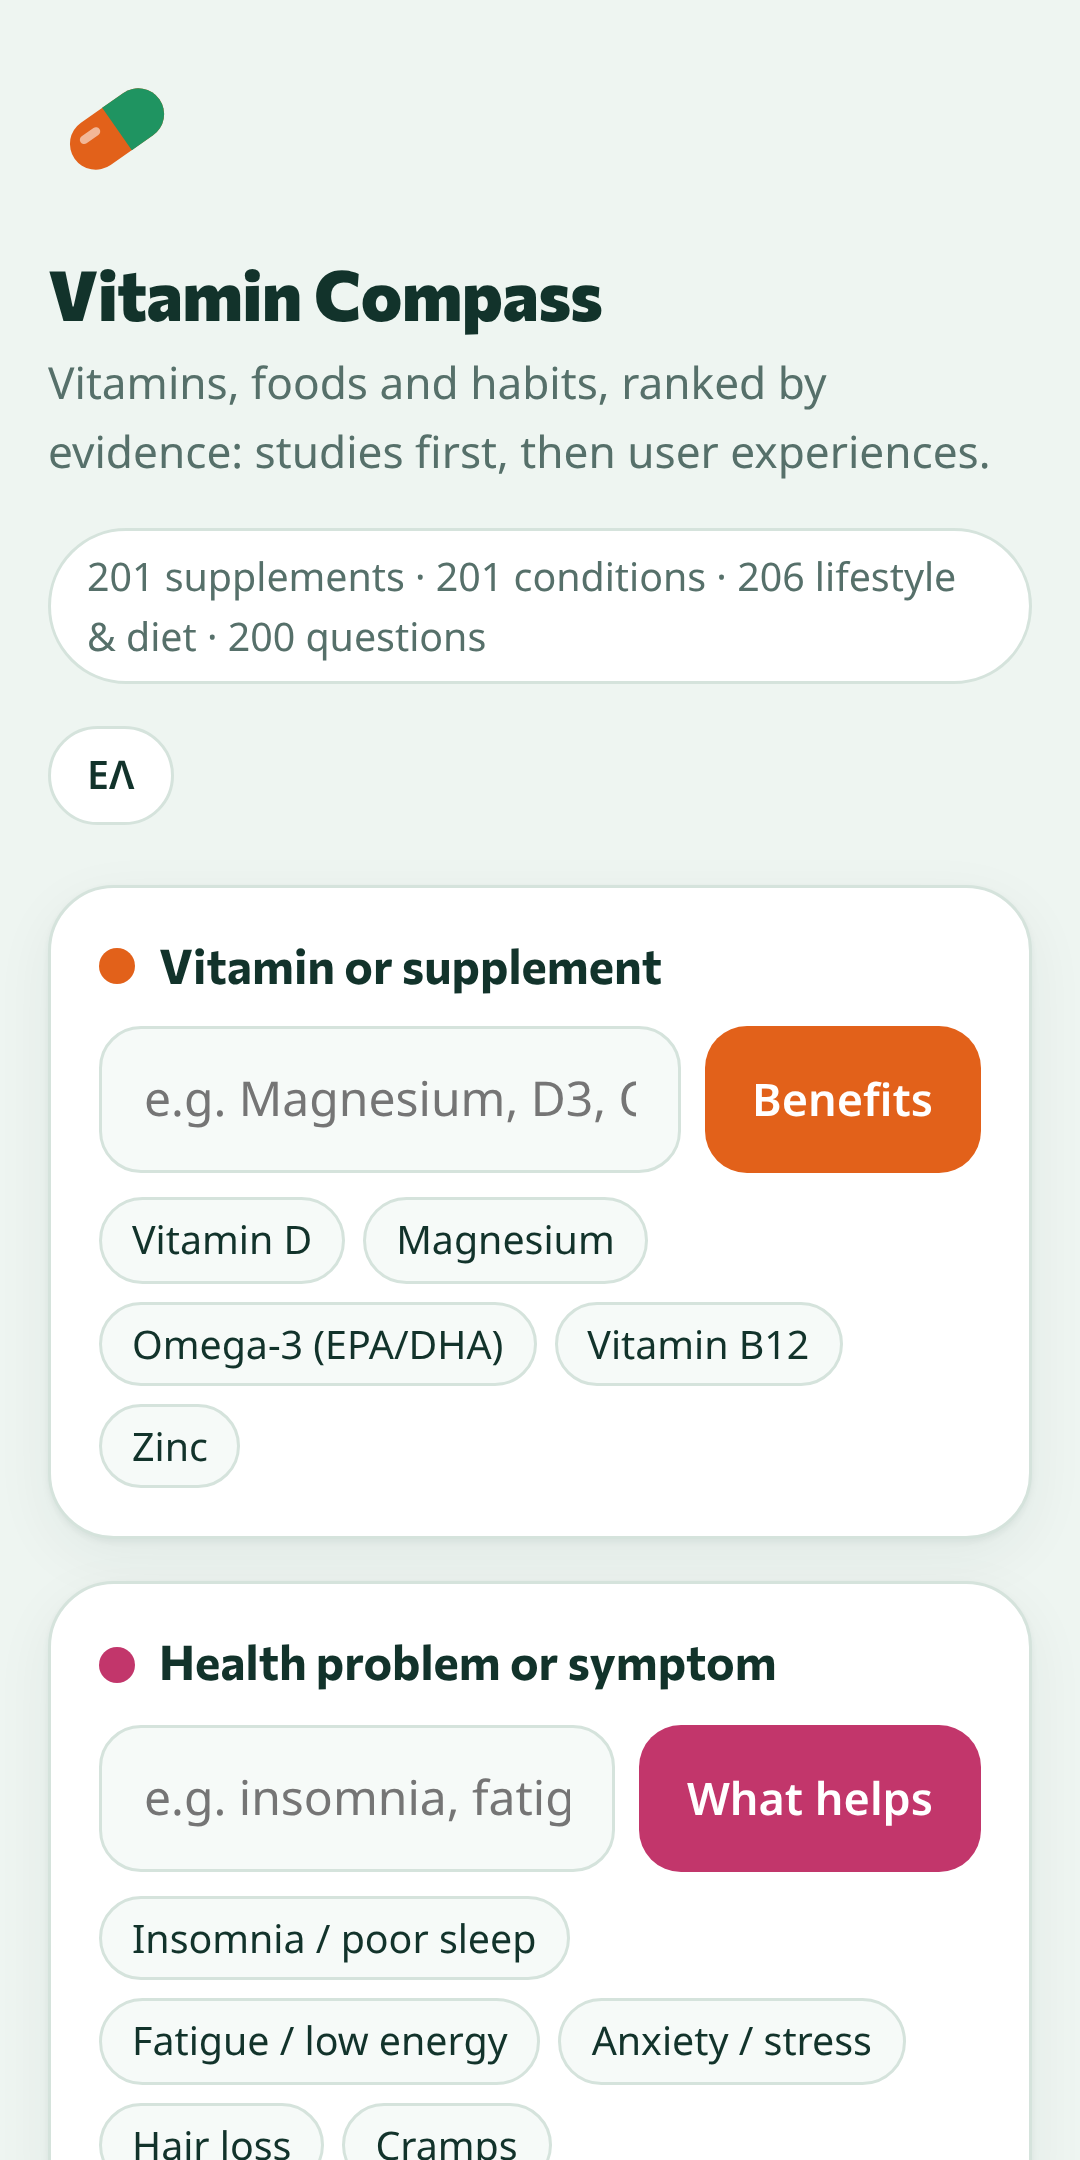 Vitamin Compass
Vitamins, foods and habits, ranked by
evidence: studies first, then user experiences.
201 supplements · 201 conditions · 206 lifestyle
& diet · 200 questions
ΕΛ
Vitamin or supplement
e.g. Magnesium, D3,
Benefits
Vitamin D
Magnesium
Omega-3 (EPA/DHA)
Vitamin B12
Zinc
Health problem or symptom
e.g. insomnia, fatig
What helps
Insomnia / poor sleep
Fatigue / low energy
Anxiety / stress
Hair loss
Cramps